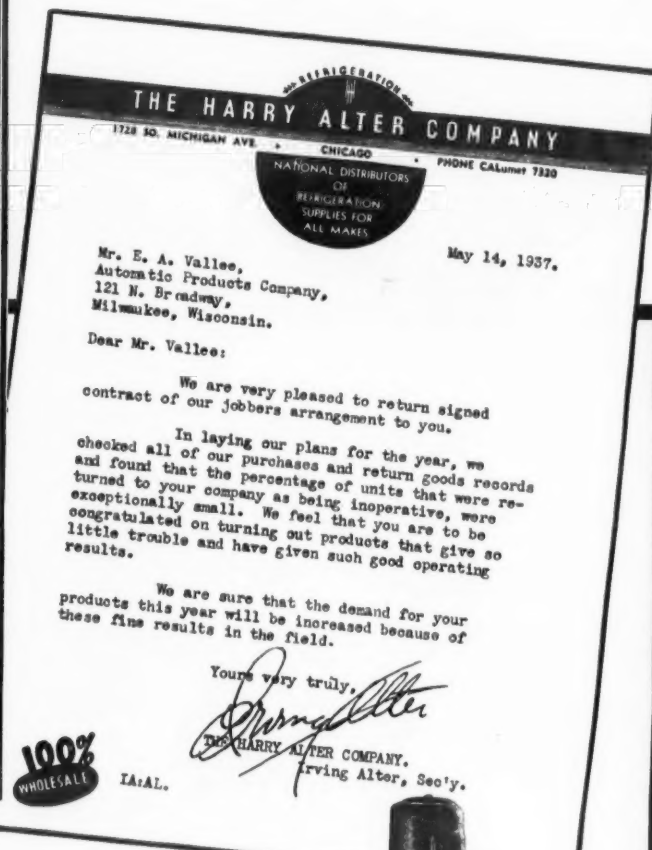 REFRIGERATION
THE HARRY ALTER COMPANY
1728 SO. MICHIGAN AVE. • CHICAGO • PHONE CALumet 7320
NATIONAL DISTRIBUTORS
OF
REFRIGERATION
SUPPLIES FOR
ALL MAKES
May 14, 1937.
Mr. E. A. Vallee,
Automatic Products Company,
121 N. Broadway,
Milwaukee, Wisconsin.
Dear Mr. Vallee:
We are very pleased to return signed
contract of our jobbers arrangement to you.
In laying our plans for the year, we
checked all of our purchases and return goods records
and found that the percentage of units that were re-
turned to your company as being inoperative, were
exceptionally small. We feel that you are to be
congratulated on turning out products that give so
little trouble and have given such good operating
results.
We are sure that the demand for your
products this year will be increased because of
these fine results in the field.
Yours very truly,
Irving Alter
THE HARRY ALTER COMPANY.
Irving Alter, Sec'y.
100%
WHOLESALE
IA:AL.